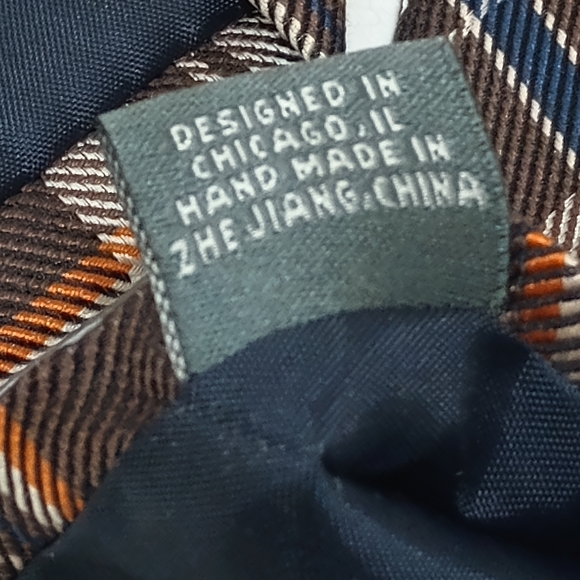 DESIGNED IN
CHICAGO, IL
HAND MADE IN
ZHEJIANG, CHINA